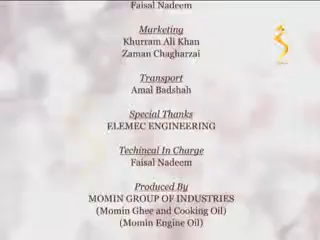 Faisal Nadeem
Marketing
Khurram Ali Khan
Zaman Chagharzai
Transport
Amal Badshah
Special Thanks
ELEMEC ENGINEERING
Techincal In Charge
Faisal Nadeem
Produced By
MOMIN GROUP OF INDUSTRIES
(Momin Ghee and Cooking Oil)
(Momin Engine Oil)